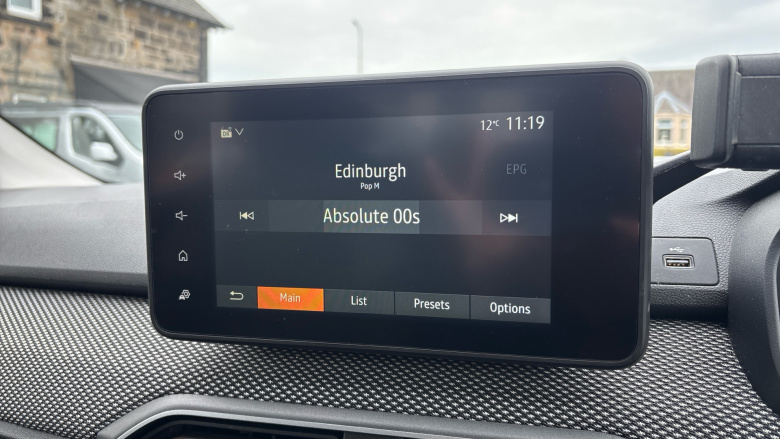 12°C 11:19
Edinburgh
EPG
Pop M
Absolute 00s
Main List Presets Options